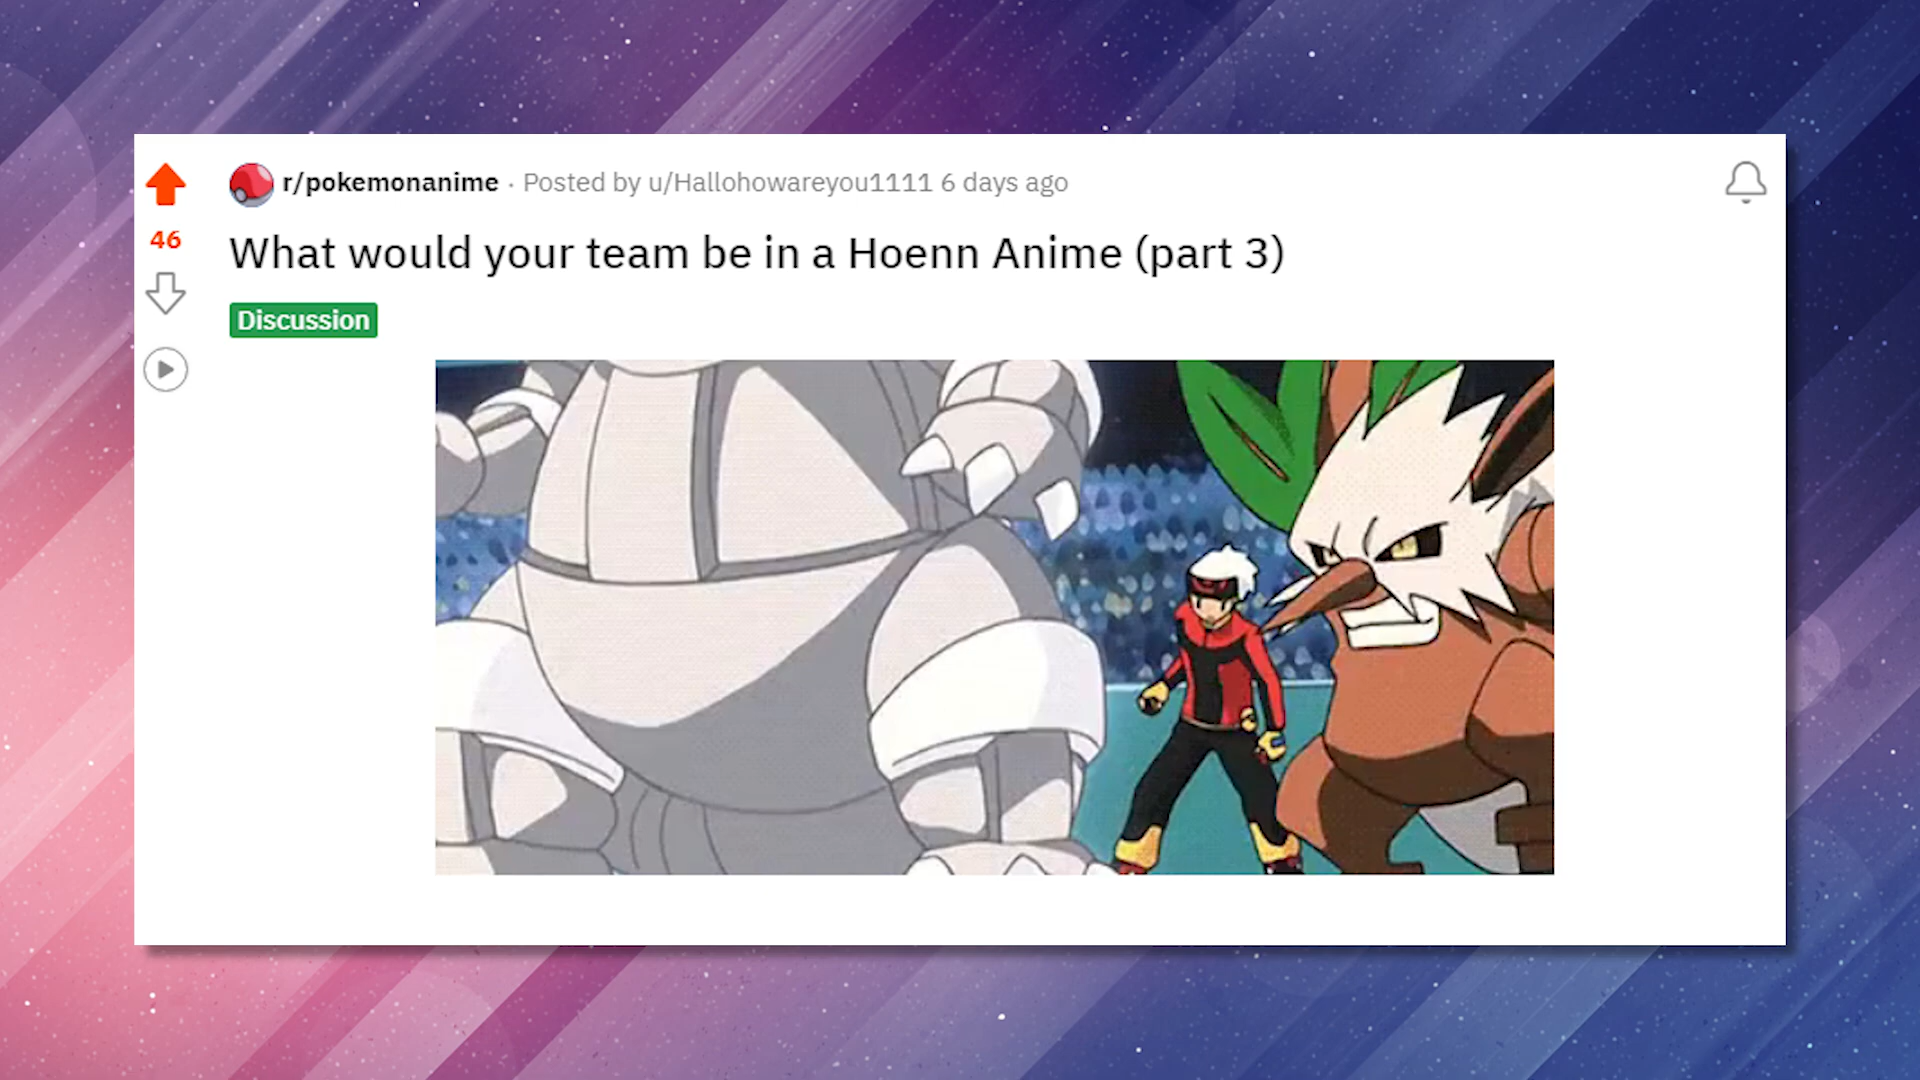 r/pokemonanime · Posted by u/Hallohowareyou1111 6 days ago
46
What would your team be in a Hoenn Anime (part 3)
Discussion